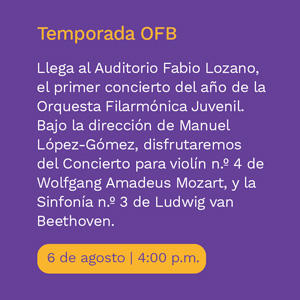 Temporada OFB
Llega al Auditorio Fabio Lozano,
el primer concierto del año de la
Orquesta Filarmónica Juvenil.
Bajo la dirección de Manuel
López-Gómez, disfrutaremos
del Concierto para violín n.º 4 de
Wolfgang Amadeus Mozart, y la
Sinfonía n.º 3 de Ludwig van
Beethoven.
6 de agosto | 4:00 p.m.